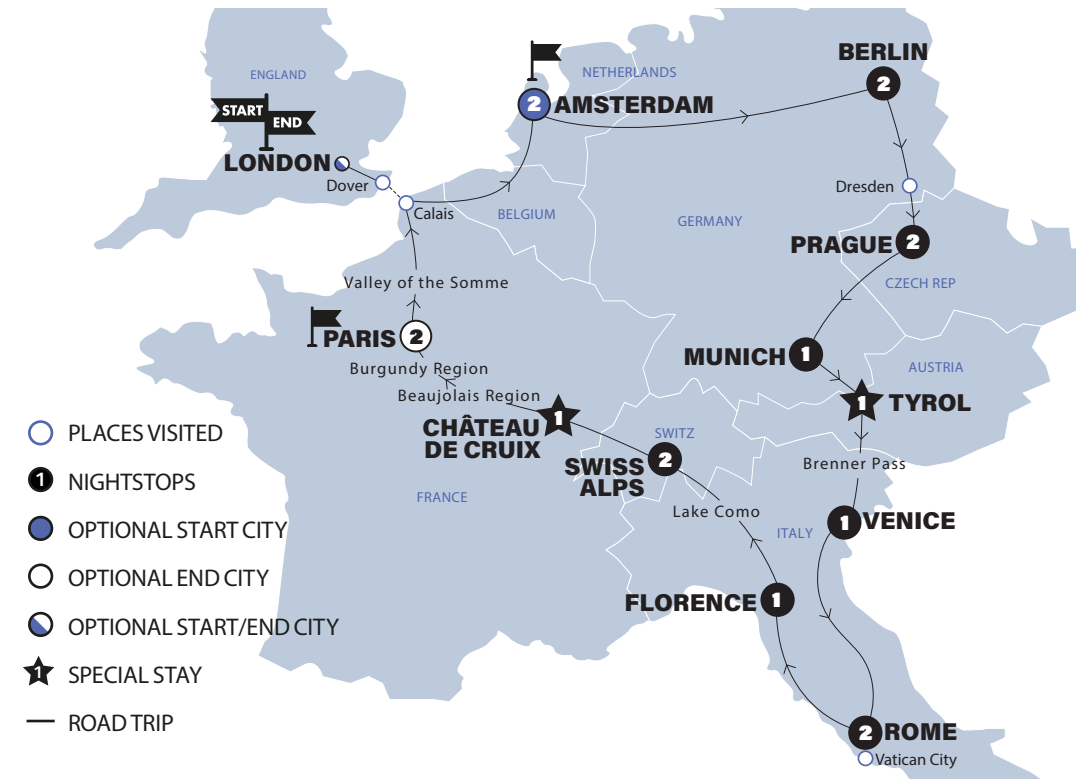 ENGLAND
START
END
LONDON
Dover
Calais
NETHERLANDS
2
AMSTERDAM
BERLIN
2
Dresden
BELGIUM
GERMANY
PRAGUE
2
CZECH REP
Valley of the Somme
PARIS
2
Burgundy Region
Beaujolais Region
MUNICH
1
AUSTRIA
1
TYROL
CHÂTEAU
DE CRUIX
1
SWITZ
SWISS
ALPS
2
Brenner Pass
FRANCE
Lake Como
ITALY
1
VENICE
FLORENCE
1
2
ROME
Vatican City
PLACES VISITED
1
NIGHTSTOPS
OPTIONAL START CITY
OPTIONAL END CITY
OPTIONAL START/END CITY
1
SPECIAL STAY
ROAD TRIP